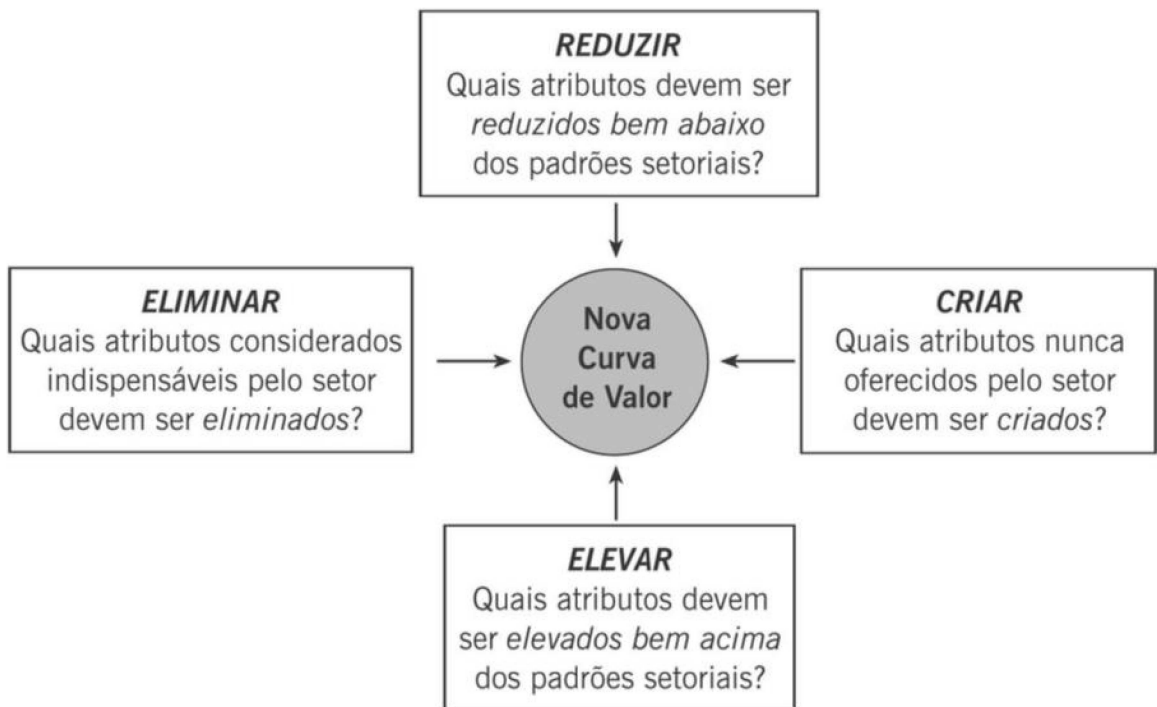 REDUZIR
Quais atributos devem ser
reduzidos bem abaixo
dos padrões setoriais?
ELIMINAR
Quais atributos considerados
indispensáveis pelo setor
devem ser eliminados?
Nova
Curva
de Valor
CRIAR
Quais atributos nunca
oferecidos pelo setor
devem ser criados?
ELEVAR
Quais atributos devem
ser elevados bem acima
dos padrões setoriais?